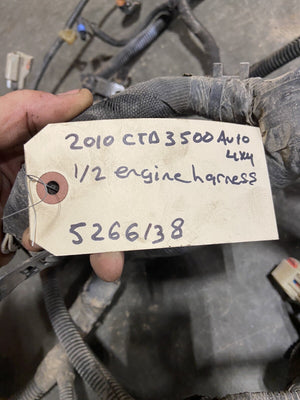 2010 CTD 3500 Auto
4x4
1/2 engine harness
5266138